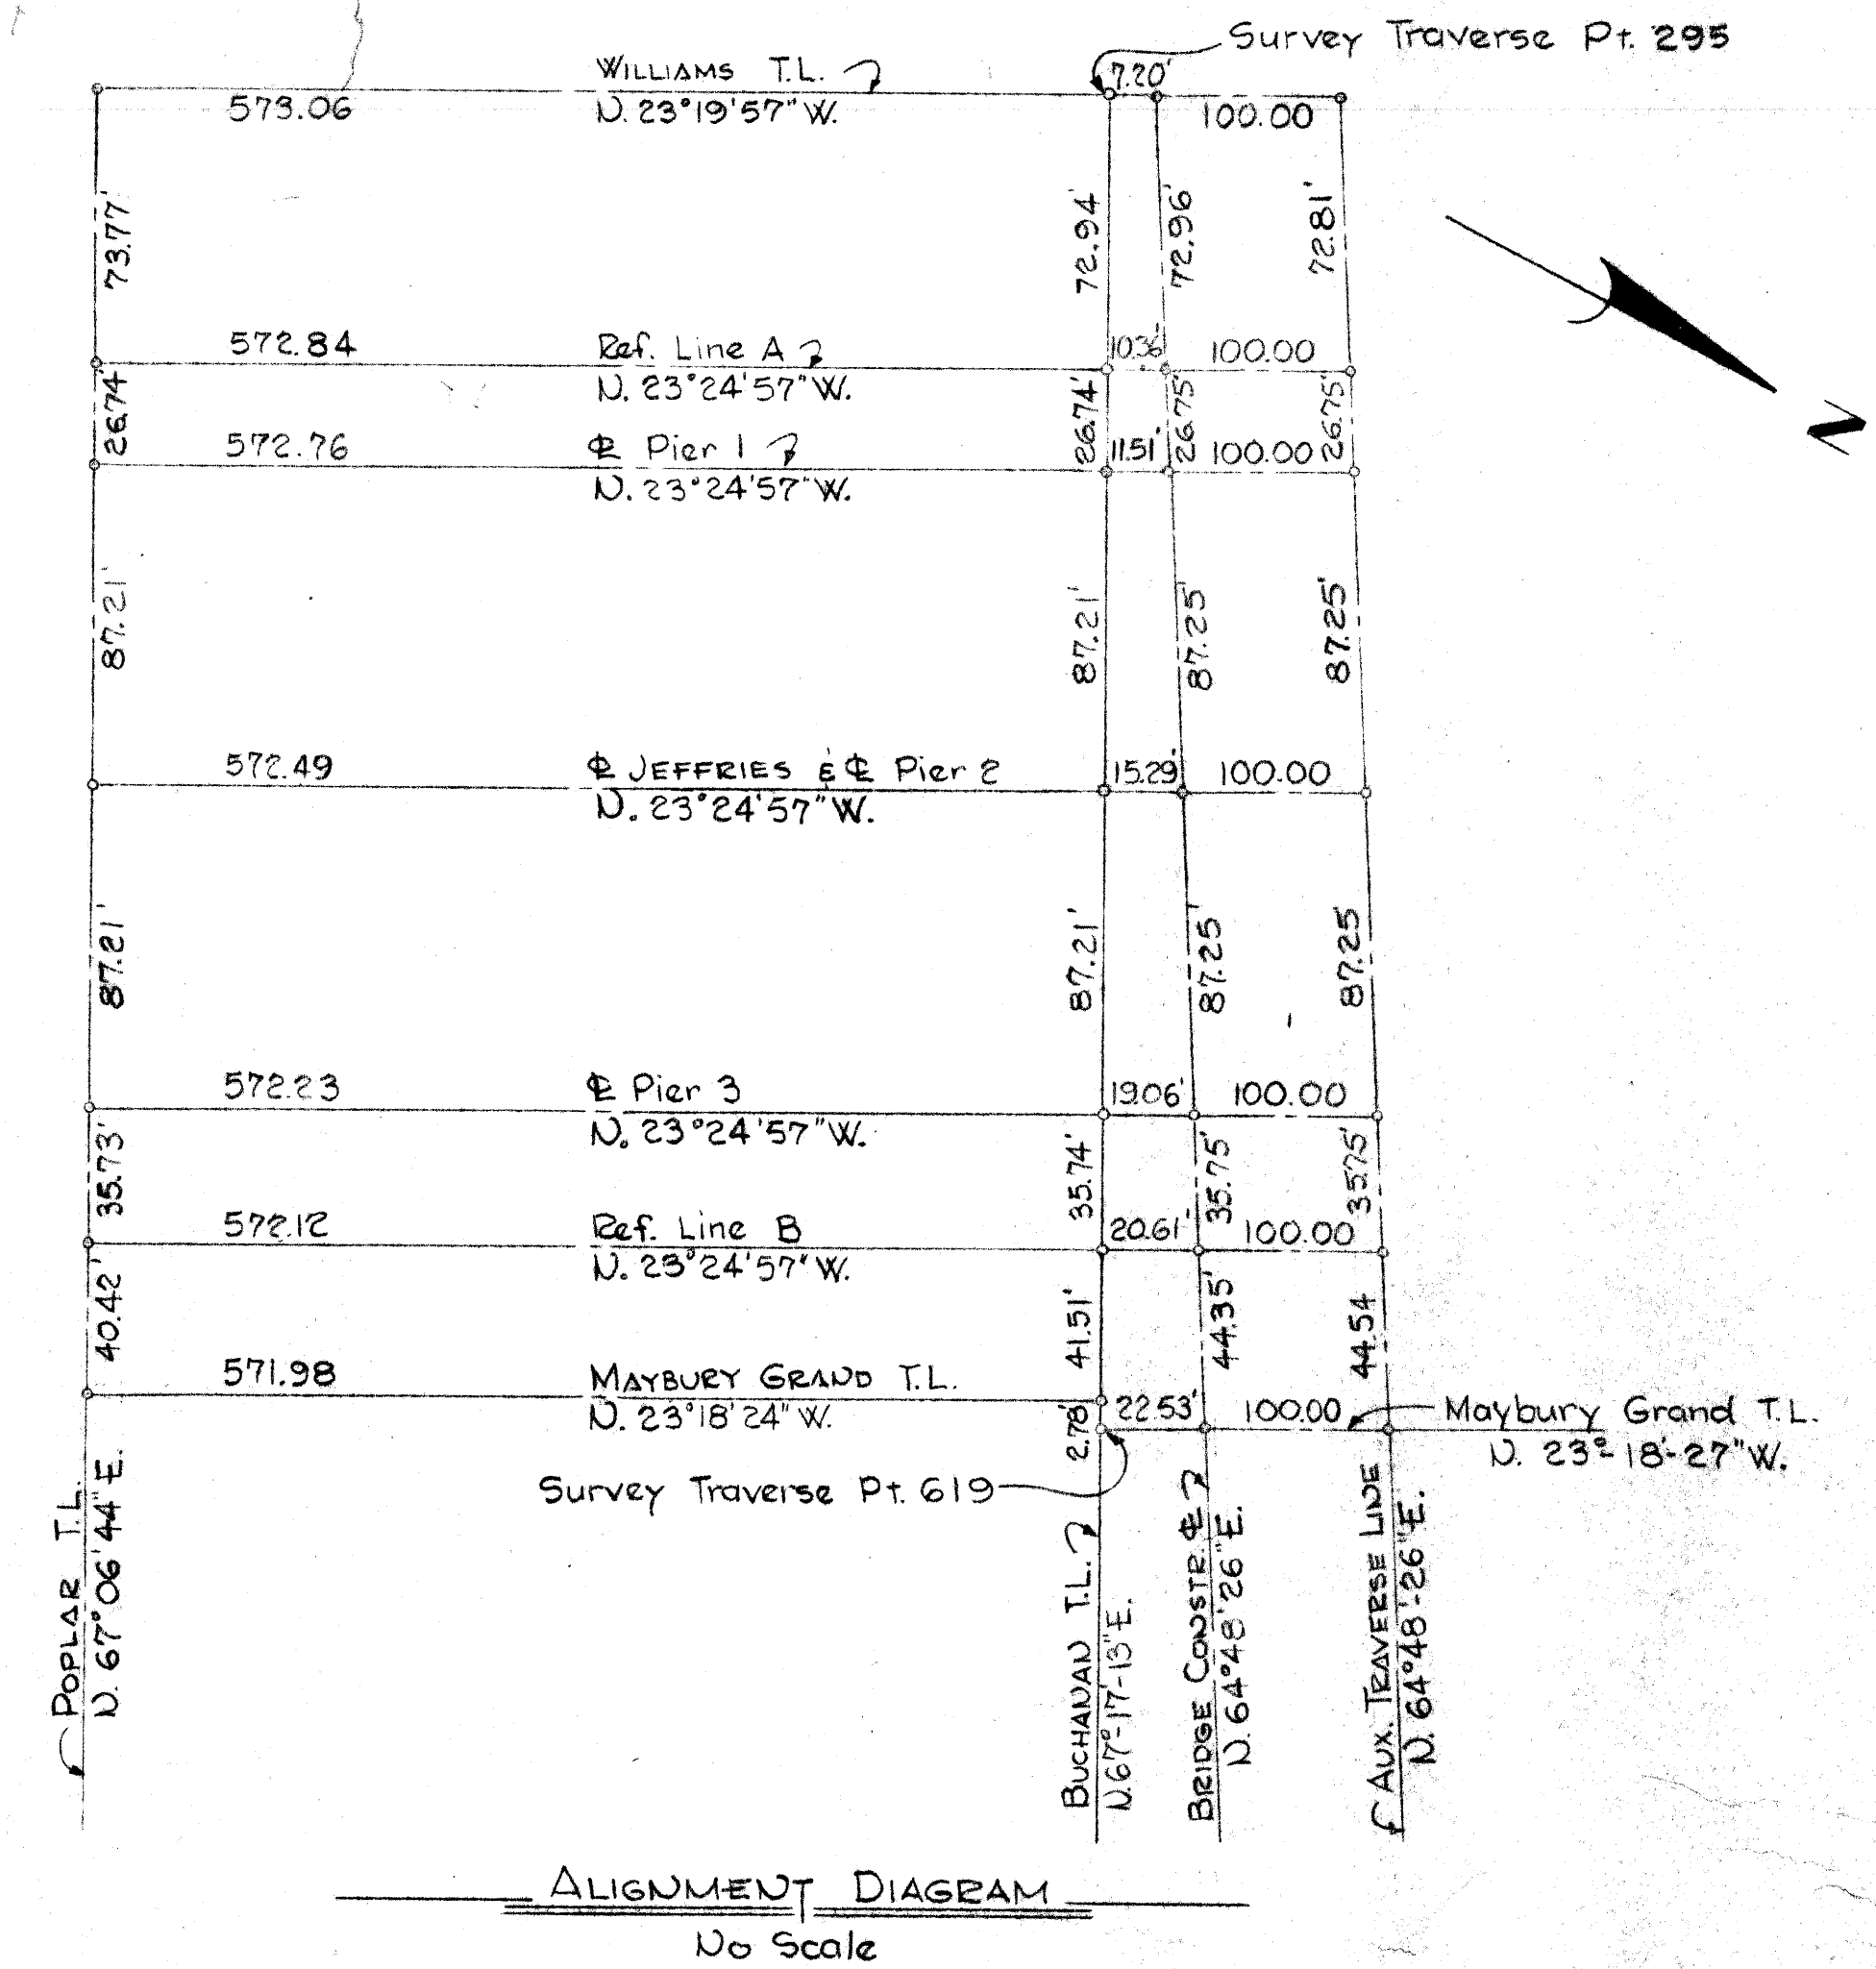 Survey Traverse Pt. 295
WILLIAMS T.L.
7.20'
573.06
N. 23°19'57" W.
100.00
73.77'
72.94'
72.96'
72.81'
572.84
Ref. Line A
10.36'
100.00
N. 23°24'57" W.
26.74'
26.74'
26.75'
26.75'
572.76
℄ Pier 1
11.51'
100.00
N. 23°24'57" W.
87.21'
87.21'
87.25'
87.25'
572.49
℄ JEFFRIES & ℄ Pier 2
15.29'
100.00
N. 23°24'57" W.
87.21'
87.21'
87.25'
87.25'
572.23
℄ Pier 3
19.06'
100.00
N. 23°24'57" W.
35.73'
35.74'
35.75'
35.75'
572.12
Ref. Line B
20.61'
100.00
N. 23°24'57" W.
40.42'
41.51'
44.35'
44.54
571.98
MAYBURY GRAND T.L.
22.53'
100.00
Maybury Grand T.L.
N. 23°18'24" W.
2.78'
N. 23°-18'-27" W.
Survey Traverse Pt. 619
POPLAR T.L.
N. 67°06'44" E.
BUCHANAN T.L.
N.67°-17'-13" E.
BRIDGE CONSTR. ℄
N. 64°48'26" E.
AUX. TRAVERSE LINE
N. 64°48'-26" E.
N
ALIGNMENT DIAGRAM
No Scale